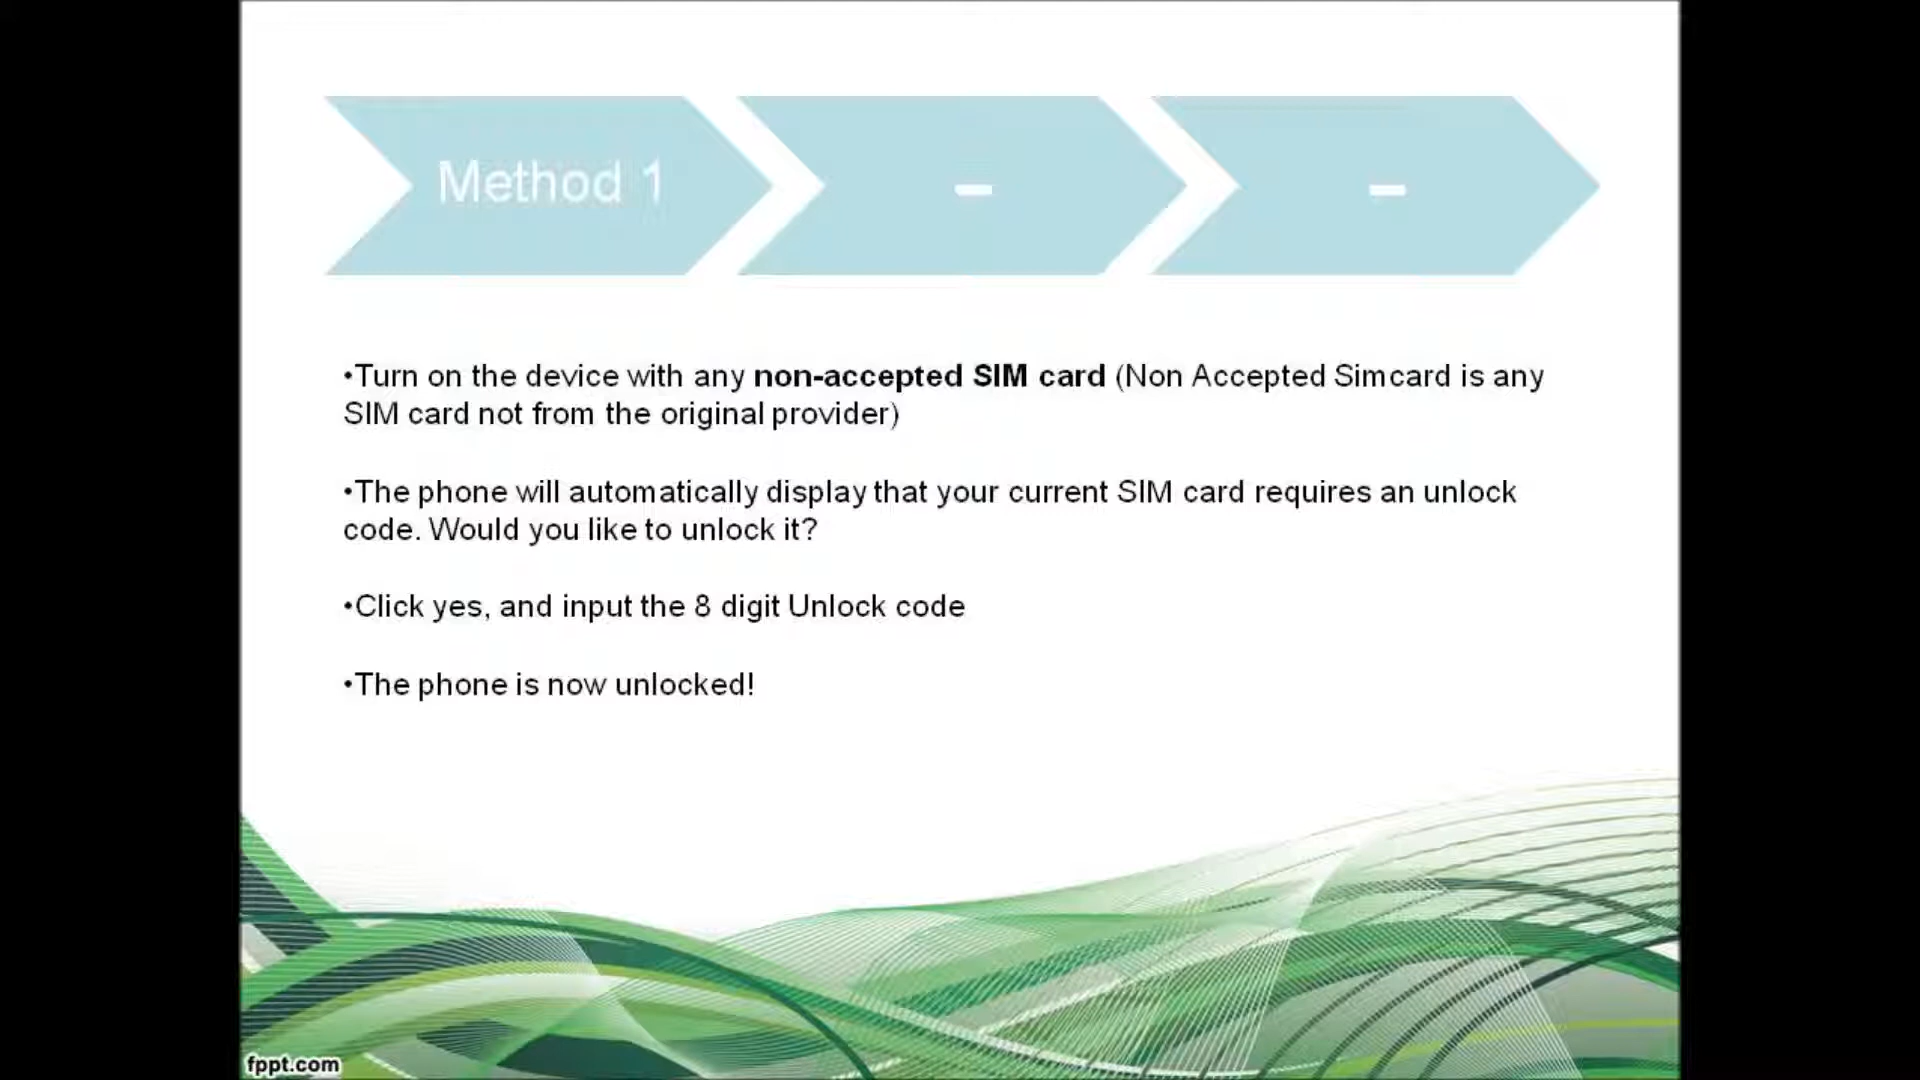 Method 1
-
-
•Turn on the device with any non-accepted SIM card (Non Accepted Simcard is any
SIM card not from the original provider)
•The phone will automatically display that your current SIM card requires an unlock
code. Would you like to unlock it?
•Click yes, and input the 8 digit Unlock code
•The phone is now unlocked!
fppt.com